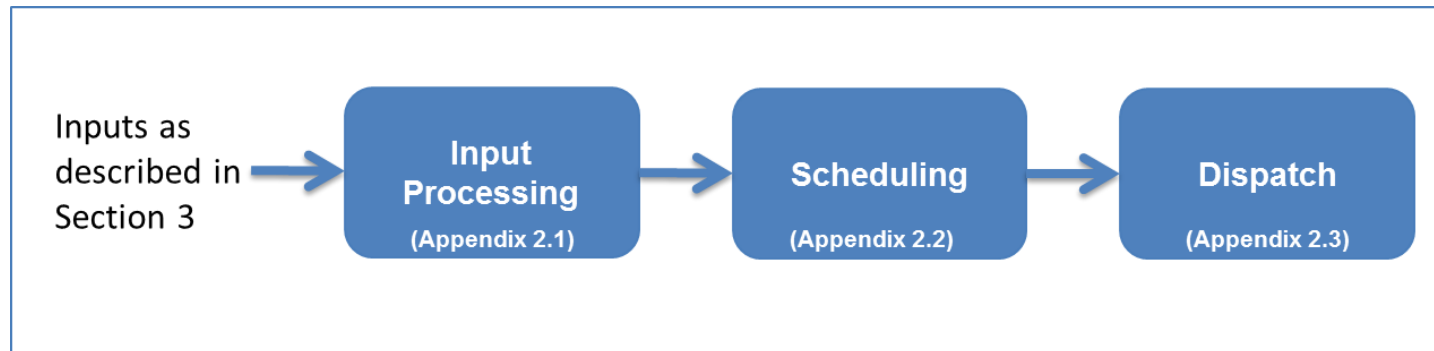 Inputs as
described in
Section 3
Input
Processing
(Appendix 2.1)
Scheduling
(Appendix 2.2)
Dispatch
(Appendix 2.3)